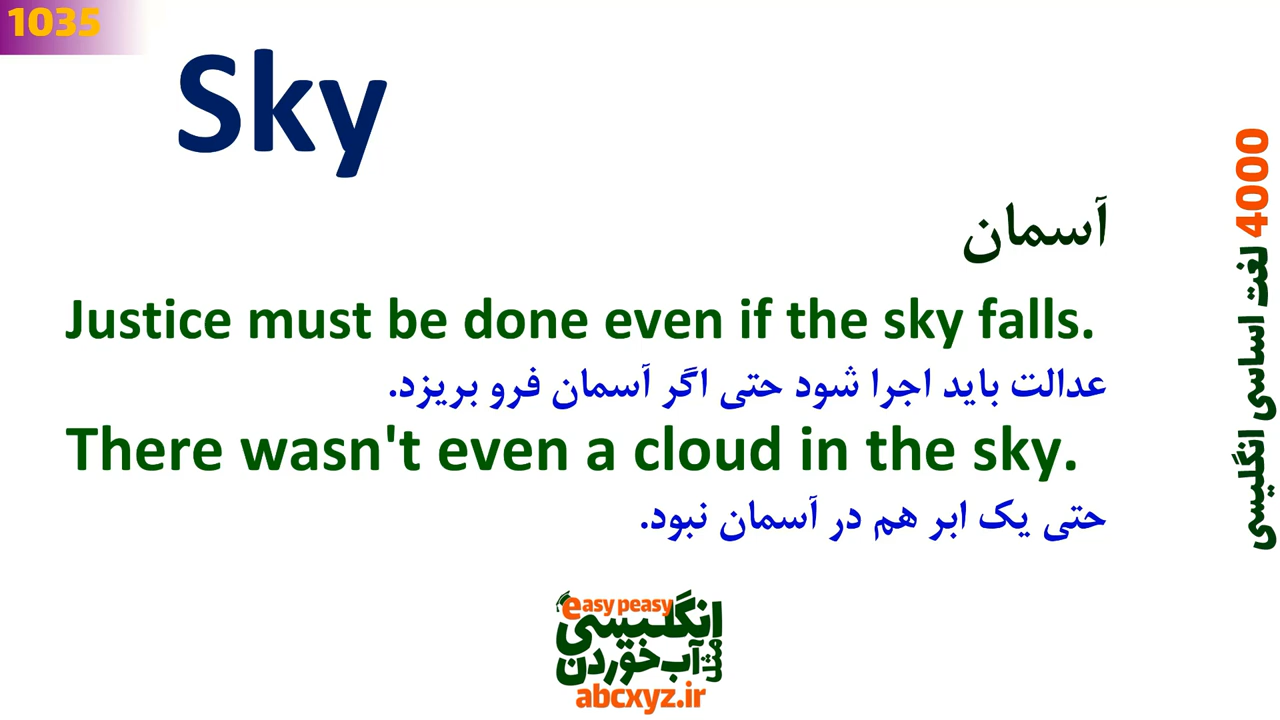 1035
Sky
آسمان
Justice must be done even if the sky falls.
عدالت باید اجرا شود حتی اگر آسمان فرو بریزد.
There wasn't even a cloud in the sky.
حتی یک ابر هم در آسمان نبود.
4000 لغت اساسی انگلیسی
easy peasy
انگلیسی
مثل آب خوردن
abcxyz.ir